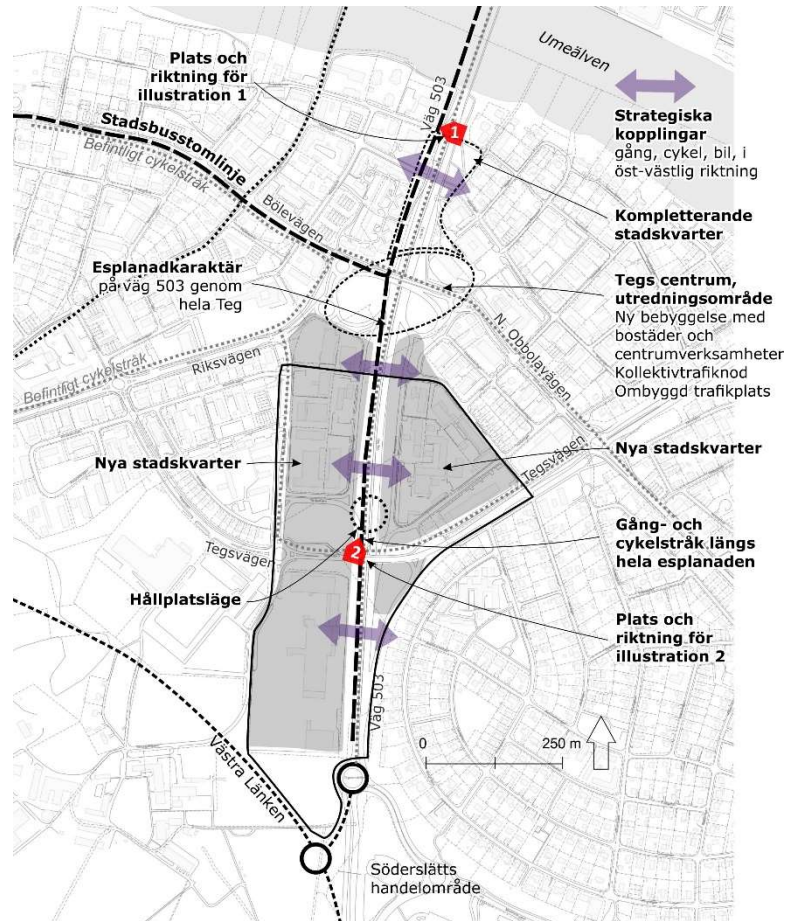 Umeälven
Plats och
riktning för
illustration 1
Väg 503
1
Strategiska
kopplingar
gång, cykel, bil, i
öst-västlig riktning
Stadsbusstomlinje
Befintligt cykelstråk
Bölevägen
Kompletterande
stadskvarter
Esplanadkaraktär
på väg 503 genom
hela Teg
Tegs centrum,
utredningsområde
Ny bebyggelse med
bostäder och
centrumverksamheter
Kollektivtrafiknod
Ombyggd trafikplats
N. Obbolavägen
Riksvägen
Befintligt cykelstråk
Nya stadskvarter
Nya stadskvarter
Tegsvägen
Gång- och
cykelstråk längs
hela esplanaden
Tegsvägen
2
Hållplatsläge
Plats och
riktning för
illustration 2
Väg 503
0
250 m
Västra Länken
Söderslätts
handelområde